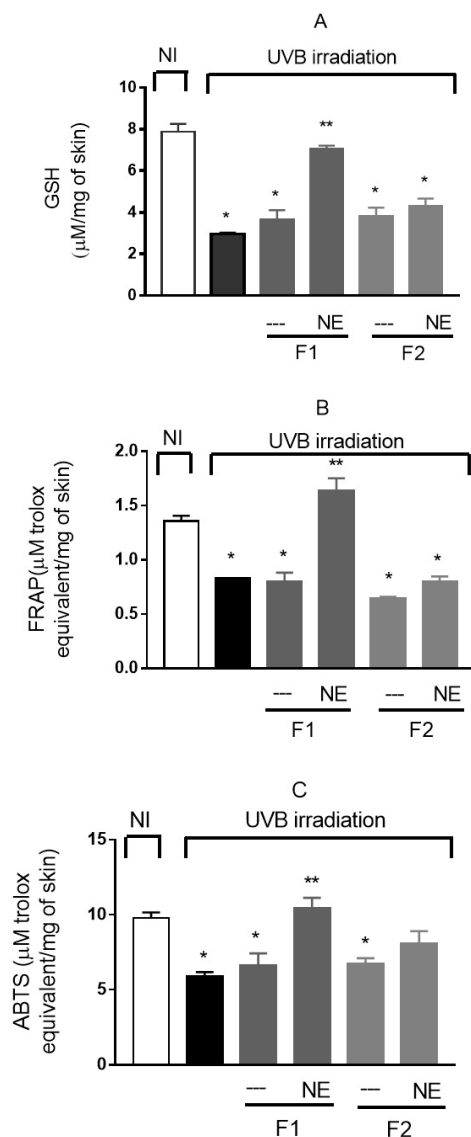 A
NI
UVB irradiation
GSH
(μM/mg of skin)
10
8
6
4
2
0
*
*
**
*
*
---
NE
---
NE
F1
F2
B
NI
UVB irradiation
FRAP(μM trolox
equivalent/mg of skin)
2.0
1.5
1.0
0.5
0.0
*
*
**
*
*
---
NE
---
NE
F1
F2
C
NI
UVB irradiation
ABTS (μM trolox
equivalent/mg of skin)
15
10
5
0
*
*
**
*
---
NE
---
NE
F1
F2